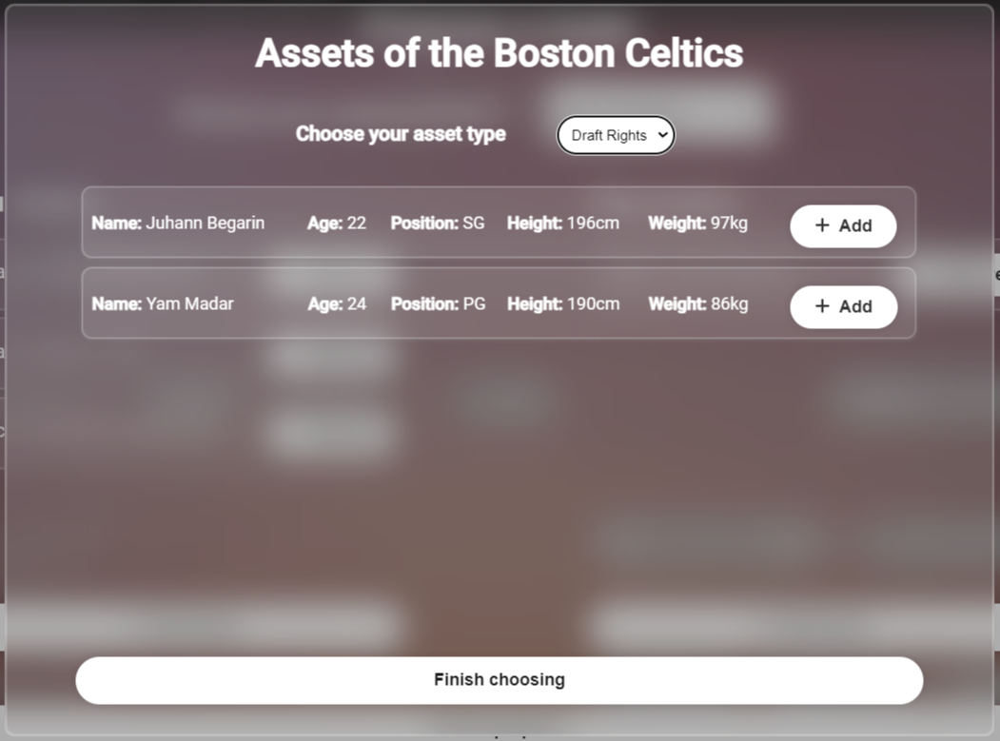 Assets of the Boston Celtics
Choose your asset type Draft Rights
Name: Juhann Begarin Age: 22 Position: SG Height: 196cm Weight: 97kg + Add
Name: Yam Madar Age: 24 Position: PG Height: 190cm Weight: 86kg + Add
Finish choosing